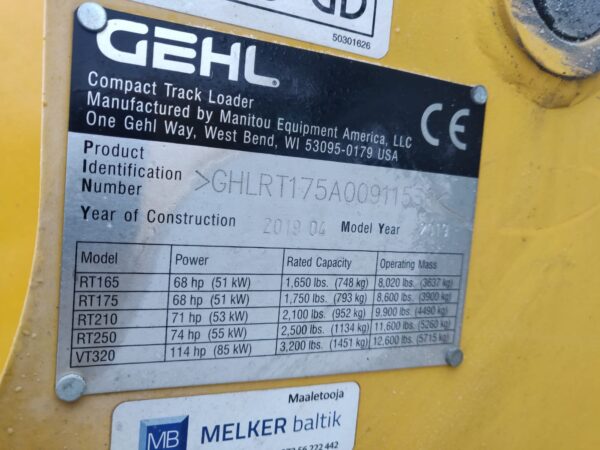 GD
50301626
GEHL
Compact Track Loader
Manufactured by Manitou Equipment America, LLC
One Gehl Way, West Bend, WI 53095-0179 USA
CE
Product
Identification
Number >GHLRT175A009115
Year of Construction 2019 04 Model Year 2019
Model Power Rated Capacity Operating Mass
RT165 68 hp (51 kW) 1,650 lbs. (748 kg) 8,020 lbs. (3637 kg)
RT175 68 hp (51 kW) 1,750 lbs. (793 kg) 8,600 lbs. (3900 kg)
RT210 71 hp (53 kW) 2,100 lbs. (952 kg) 9,900 lbs. (4490 kg)
RT250 74 hp (55 kW) 2,500 lbs. (1134 kg) 11,600 lbs. (5260 kg)
VT320 114 hp (85 kW) 3,200 lbs. (1451 kg) 12,600 lbs. (5715 kg)
Maaletooja
MB MELKER baltik
56 222 442